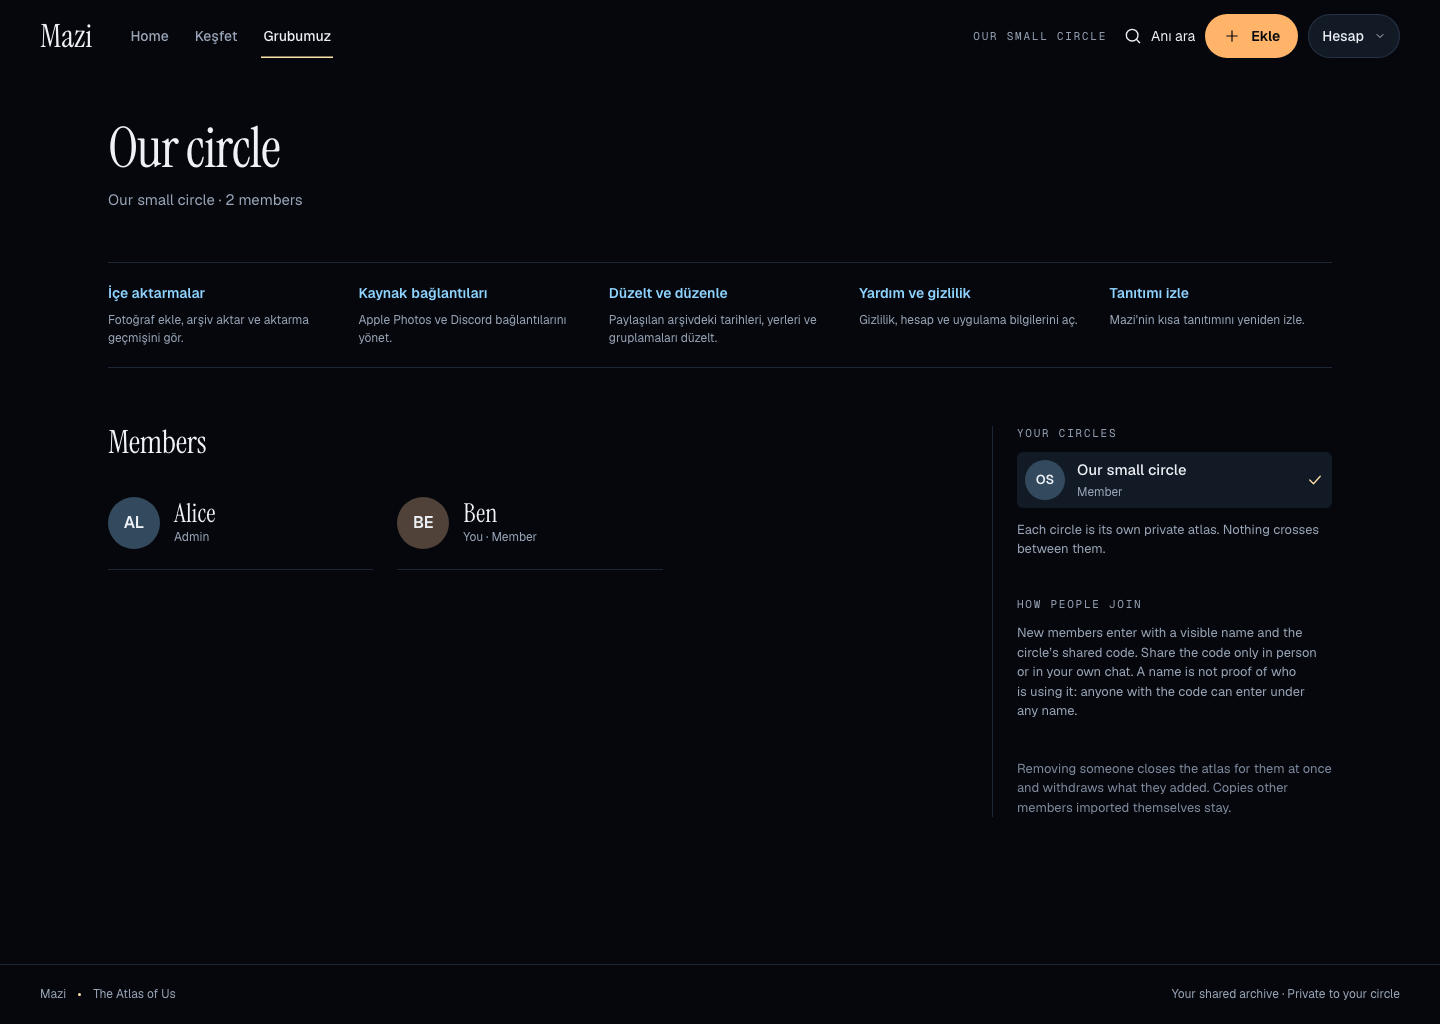 Mazi
Home
Keşfet
Grubumuz
OUR SMALL CIRCLE
Anı ara
Ekle
Hesap
Our circle
Our small circle · 2 members
İçe aktarmalar
Fotoğraf ekle, arşiv aktar ve aktarma
geçmişini gör.
Kaynak bağlantıları
Apple Photos ve Discord bağlantılarını
yönet.
Düzelt ve düzenle
Paylaşılan arşivdeki tarihleri, yerleri ve
gruplamaları düzelt.
Yardım ve gizlilik
Gizlilik, hesap ve uygulama bilgilerini aç.
Tanıtımı izle
Mazi'nin kısa tanıtımını yeniden izle.
Members
AL
Alice
Admin
BE
Ben
You · Member
YOUR CIRCLES
OS
Our small circle
Member
Each circle is its own private atlas. Nothing crosses
between them.
HOW PEOPLE JOIN
New members enter with a visible name and the
circle's shared code. Share the code only in person
or in your own chat. A name is not proof of who
is using it: anyone with the code can enter under
any name.
Removing someone closes the atlas for them at once
and withdraws what they added. Copies other
members imported themselves stay.
Mazi • The Atlas of Us
Your shared archive · Private to your circle